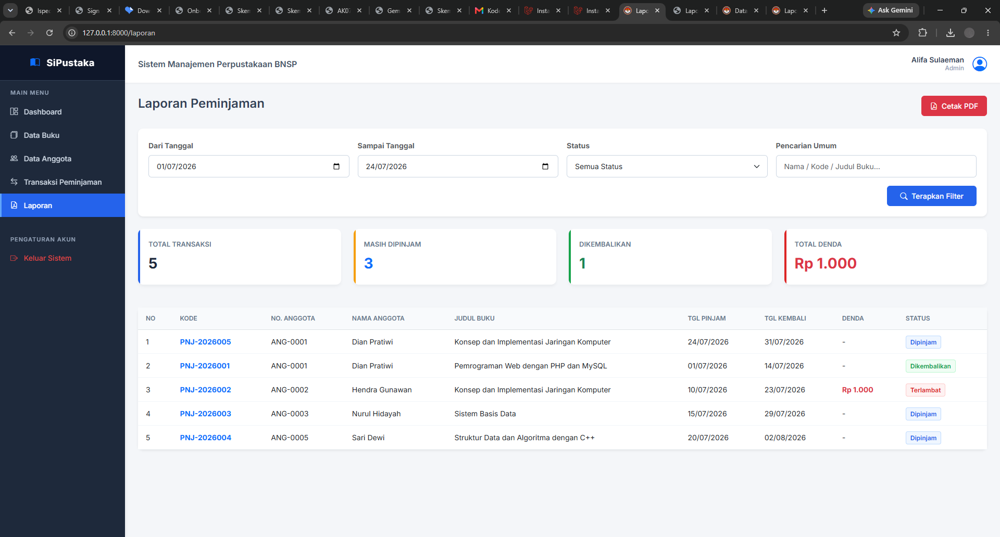 Ispec
Sign
Dow
Onb
Sken
Sken
AK07
Gem
Sken
Kode
Insta
Insta
Lapo
Lapo
Data
Lapo
Ask Gemini
127.0.0.1:8000/laporan
SiPustaka
Sistem Manajemen Perpustakaan BNSP
Alifa Sulaeman
Admin
MAIN MENU
Dashboard
Data Buku
Data Anggota
Transaksi Peminjaman
Laporan
PENGATURAN AKUN
Keluar Sistem
Laporan Peminjaman
Cetak PDF
Dari Tanggal Sampai Tanggal Status Pencarian Umum
01/07/2026 24/07/2026 Semua Status Nama / Kode / Judul Buku...
Terapkan Filter
TOTAL TRANSAKSI MASIH DIPINJAM DIKEMBALIKAN TOTAL DENDA
5 3 1 Rp 1.000
NO KODE NO. ANGGOTA NAMA ANGGOTA JUDUL BUKU TGL PINJAM TGL KEMBALI DENDA STATUS
1 PNJ-2026005 ANG-0001 Dian Pratiwi Konsep dan Implementasi Jaringan Komputer 24/07/2026 31/07/2026 - Dipinjam
2 PNJ-2026001 ANG-0001 Dian Pratiwi Pemrograman Web dengan PHP dan MySQL 01/07/2026 14/07/2026 - Dikembalikan
3 PNJ-2026002 ANG-0002 Hendra Gunawan Konsep dan Implementasi Jaringan Komputer 10/07/2026 23/07/2026 Rp 1.000 Terlambat
4 PNJ-2026003 ANG-0003 Nurul Hidayah Sistem Basis Data 15/07/2026 29/07/2026 - Dipinjam
5 PNJ-2026004 ANG-0005 Sari Dewi Struktur Data dan Algoritma dengan C++ 20/07/2026 02/08/2026 - Dipinjam